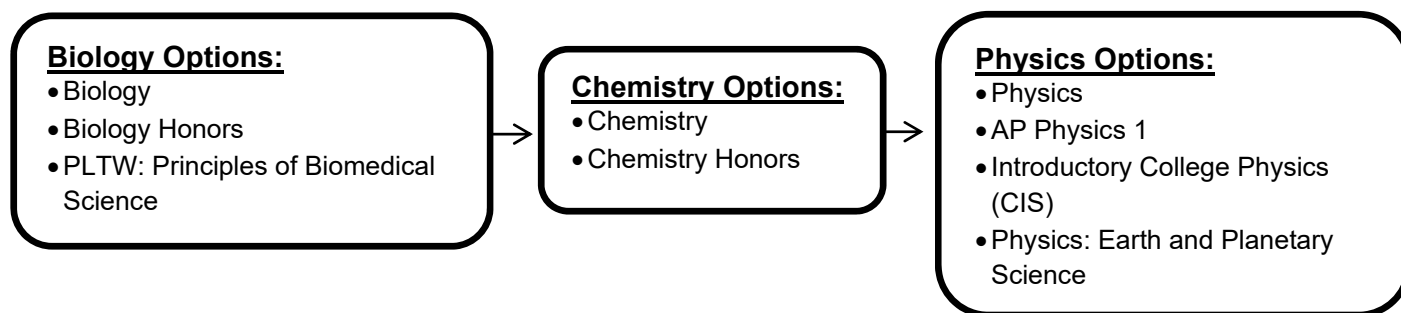 Biology Options:
•Biology
•Biology Honors
•PLTW: Principles of Biomedical
Science
Chemistry Options:
•Chemistry
•Chemistry Honors
Physics Options:
•Physics
•AP Physics 1
•Introductory College Physics
(CIS)
•Physics: Earth and Planetary
Science